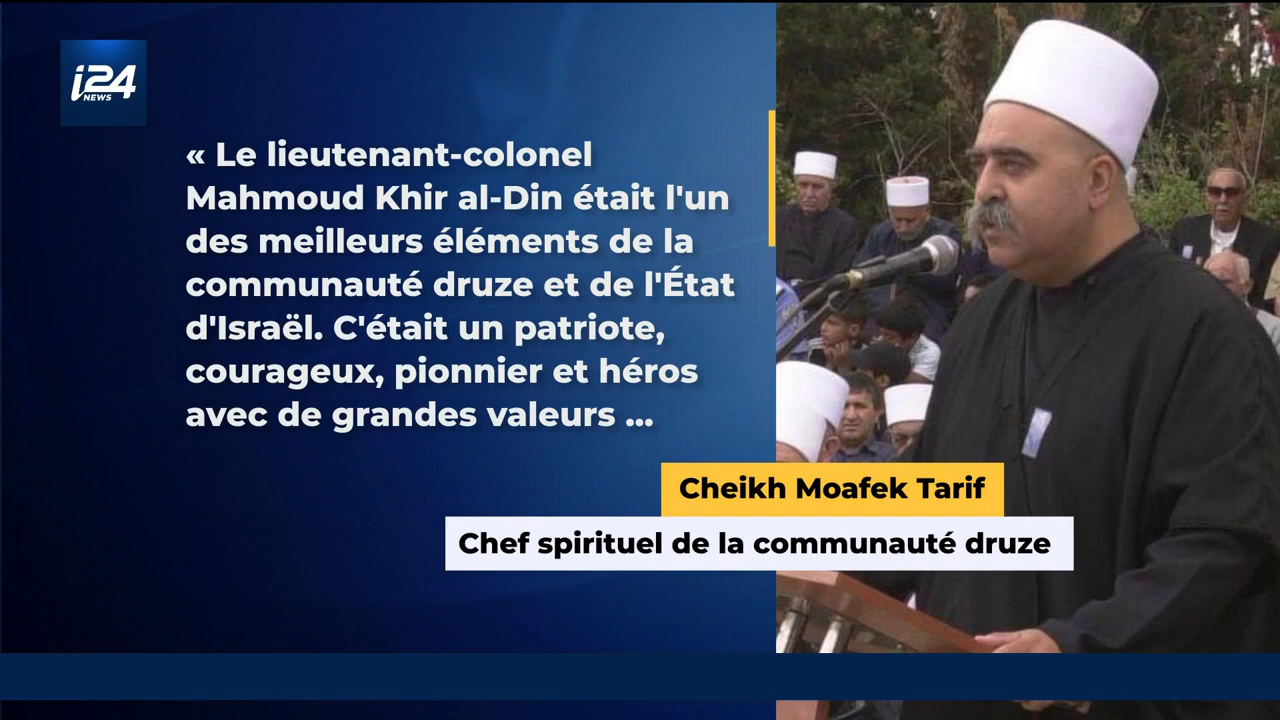 i24
NEWS
« Le lieutenant-colonel
Mahmoud Khir al-Din était l'un
des meilleurs éléments de la
communauté druze et de l'État
d'Israël. C'était un patriote,
courageux, pionnier et héros
avec de grandes valeurs ...
Cheikh Moafek Tarif
Chef spirituel de la communauté druze